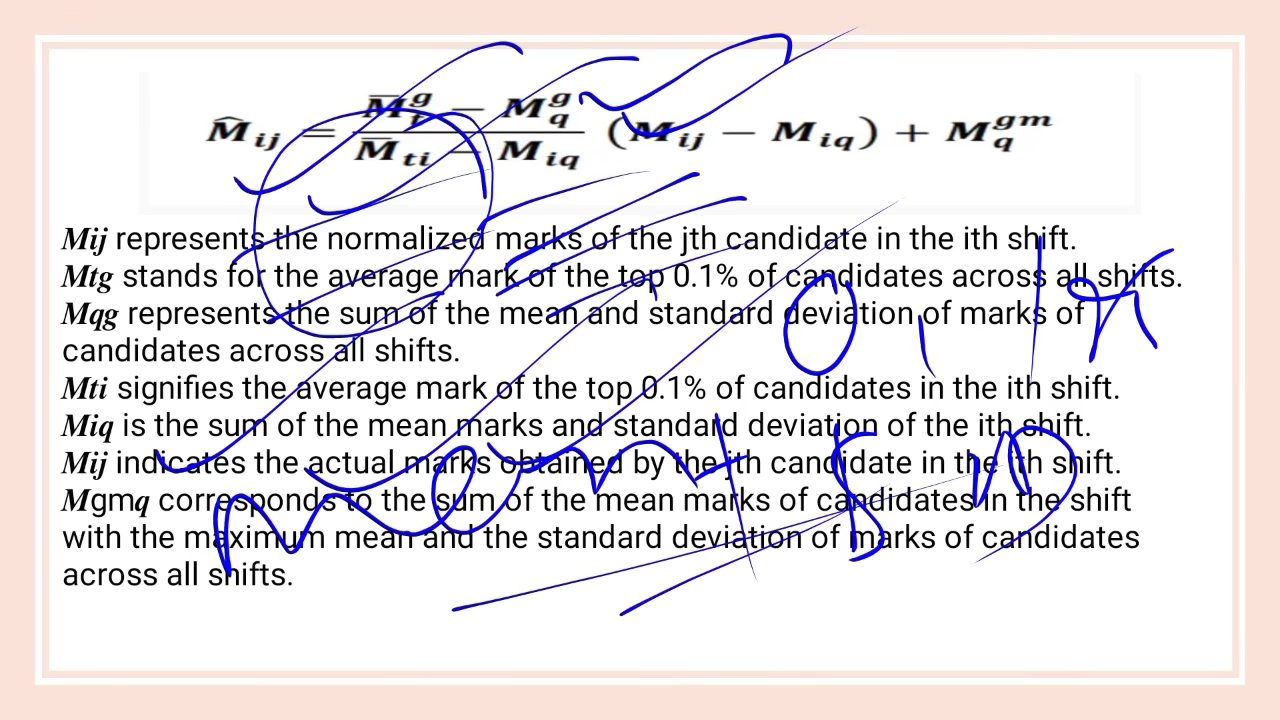 M̂ij = (M̄tg − Mqg) / (M̄ti − Miq) (Mij − Miq) + Mqgm
Mij represents the normalized marks of the jth candidate in the ith shift.
Mtg stands for the average mark of the top 0.1% of candidates across all shifts.
Mqg represents the sum of the mean and standard deviation of marks of
candidates across all shifts.
Mti signifies the average mark of the top 0.1% of candidates in the ith shift.
Miq is the sum of the mean marks and standard deviation of the ith shift.
Mij indicates the actual marks obtained by the jth candidate in the ith shift.
Mgmq corresponds to the sum of the mean marks of candidates in the shift
with the maximum mean and the standard deviation of marks of candidates
across all shifts.
mean + SD